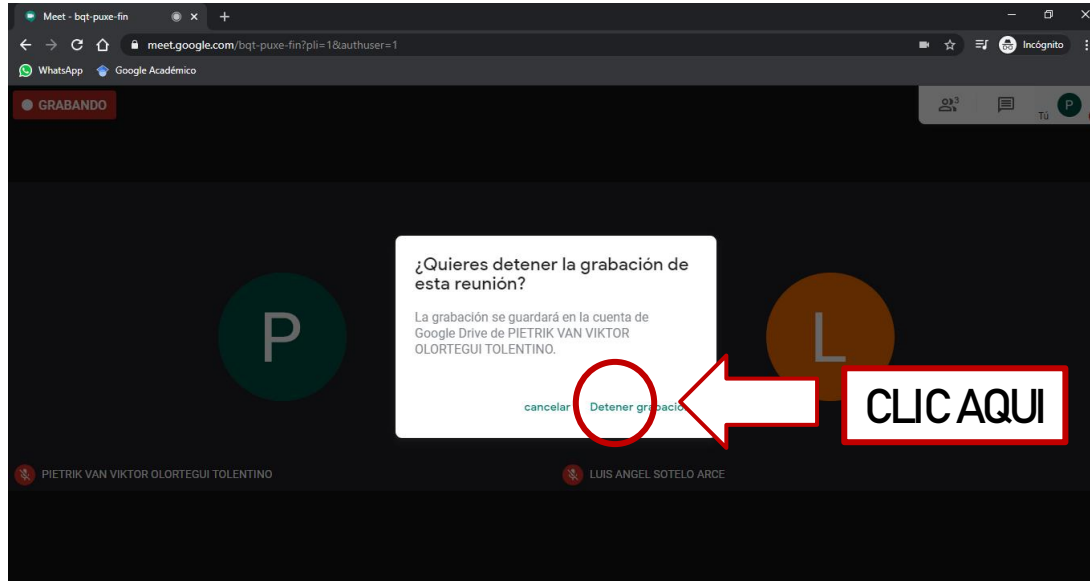 Meet - bqt-puxe-fin
meet.google.com/bqt-puxe-fin?pli=1&authuser=1
Incógnito
WhatsApp Google Académico
GRABANDO
3
Tú
P
¿Quieres detener la grabación de
esta reunión?
La grabación se guardará en la cuenta de
Google Drive de PIETRIK VAN VIKTOR
OLORTEGUI TOLENTINO.
P
L
cancelar Detener grabación
CLIC AQUI
PIETRIK VAN VIKTOR OLORTEGUI TOLENTINO
LUIS ANGEL SOTELO ARCE